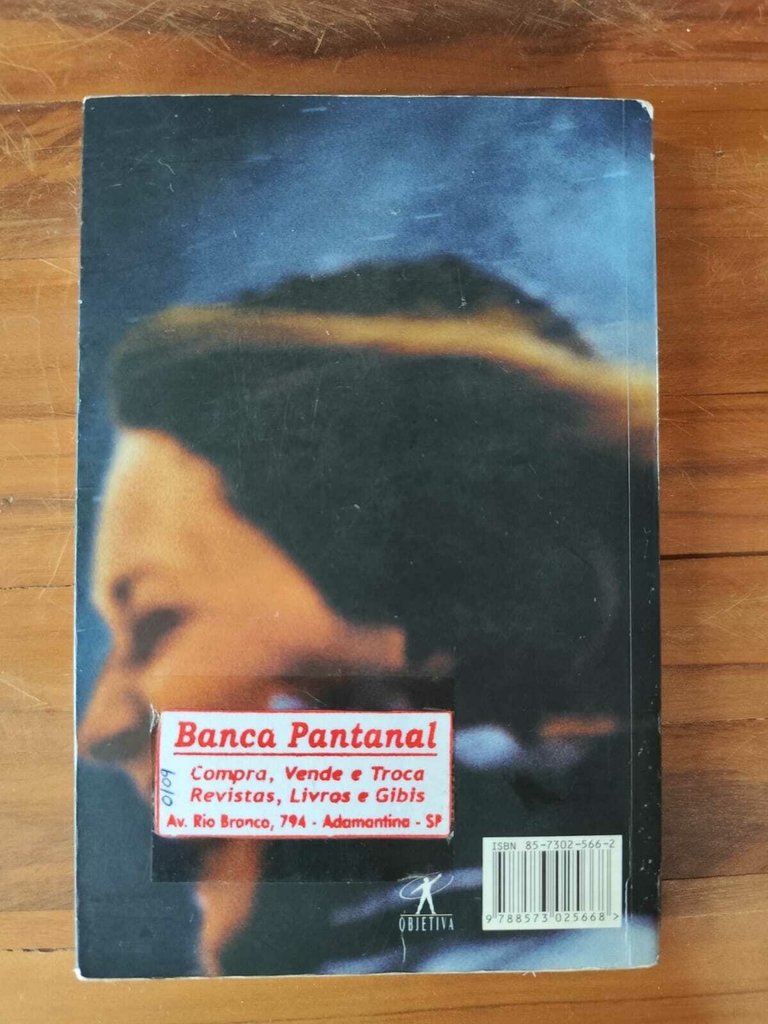 Banca Pantanal
Compra, Vende e Troca
Revistas, Livros e Gibis
Av. Rio Branco, 794 - Adamantina - SP
0109
ISBN 85-7302-566-2
9 788573 025668 >
OBJETIVA